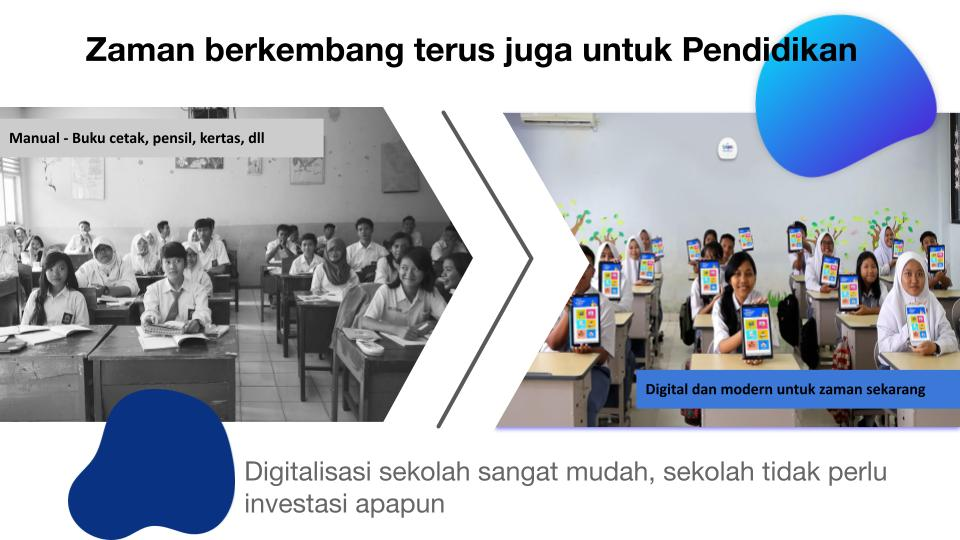 Zaman berkembang terus juga untuk Pendidikan
Manual - Buku cetak, pensil, kertas, dll
Digital dan modern untuk zaman sekarang
Digitalisasi sekolah sangat mudah, sekolah tidak perlu
investasi apapun